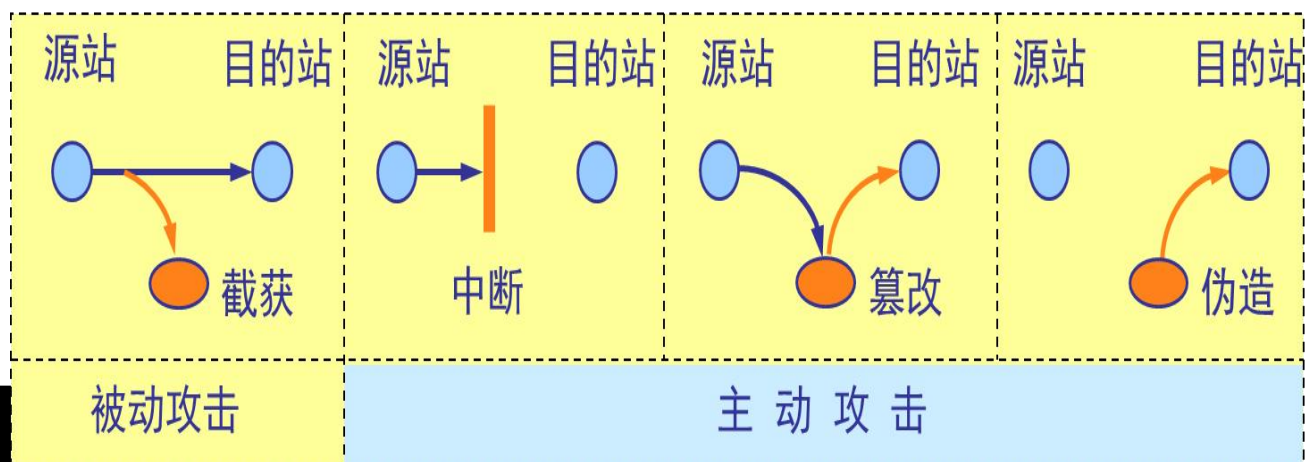 源站 目的站 源站 目的站 源站 目的站 源站 目的站
截获 中断 篡改 伪造
被动攻击 主动攻击